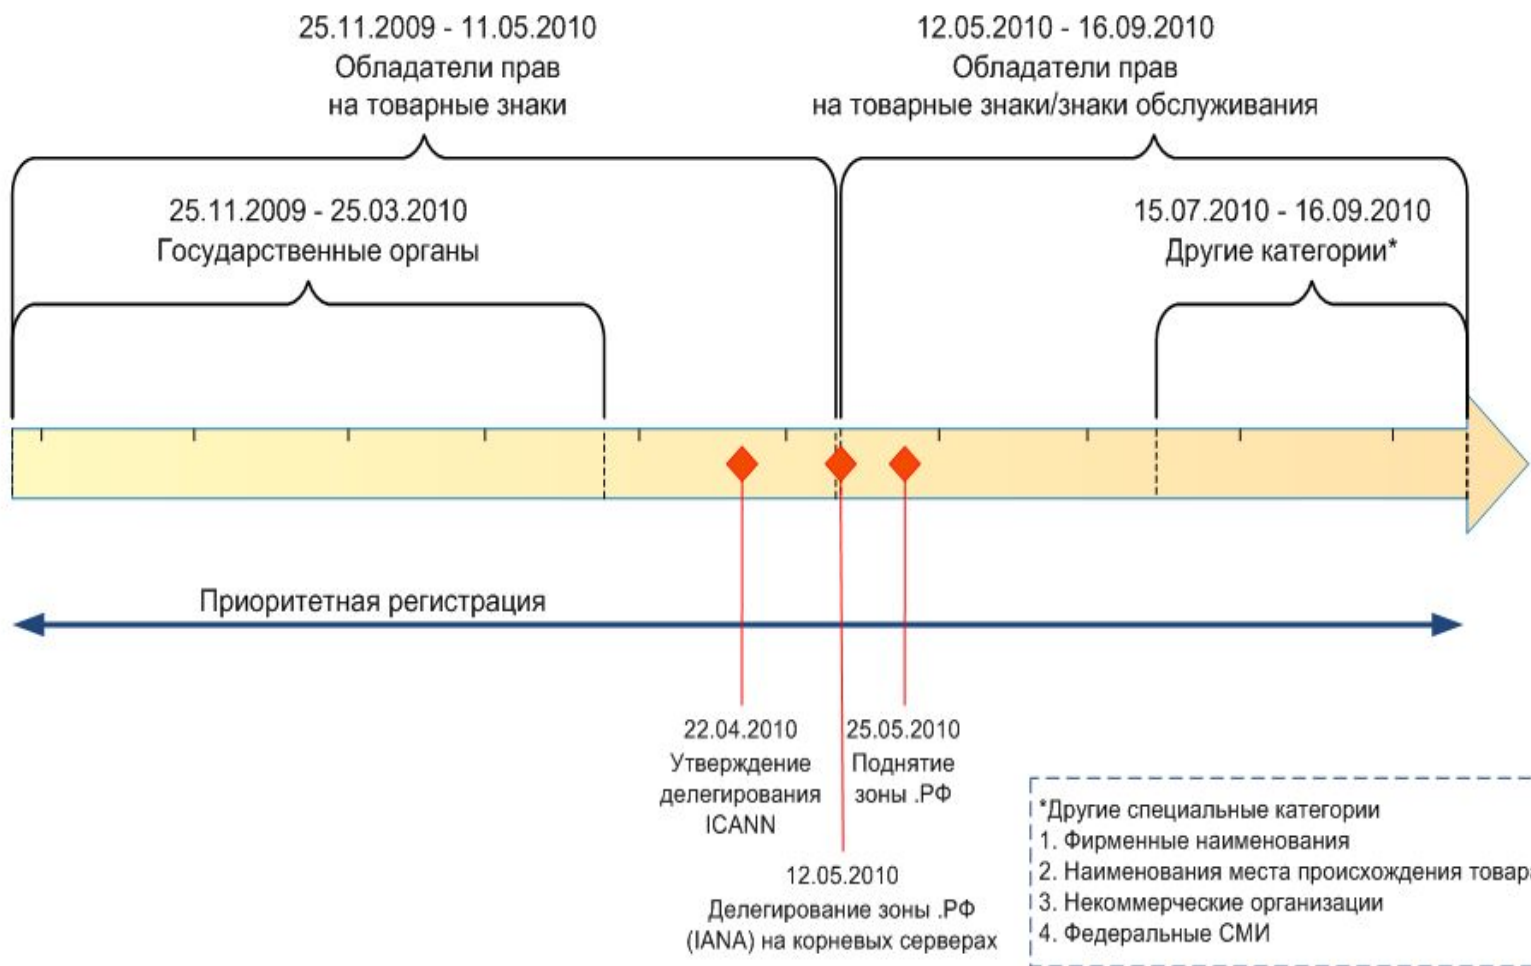 25.11.2009 - 11.05.2010
Обладатели прав
на товарные знаки
12.05.2010 - 16.09.2010
Обладатели прав
на товарные знаки/знаки обслуживания
25.11.2009 - 25.03.2010
Государственные органы
15.07.2010 - 16.09.2010
Другие категории*
Приоритетная регистрация
22.04.2010
Утверждение
делегирования
ICANN
25.05.2010
Поднятие
зоны .РФ
12.05.2010
Делегирование зоны .РФ
(IANA) на корневых серверах
*Другие специальные категории
1. Фирменные наименования
2. Наименования места происхождения
3. Некоммерческие организации
4. Федеральные СМИ